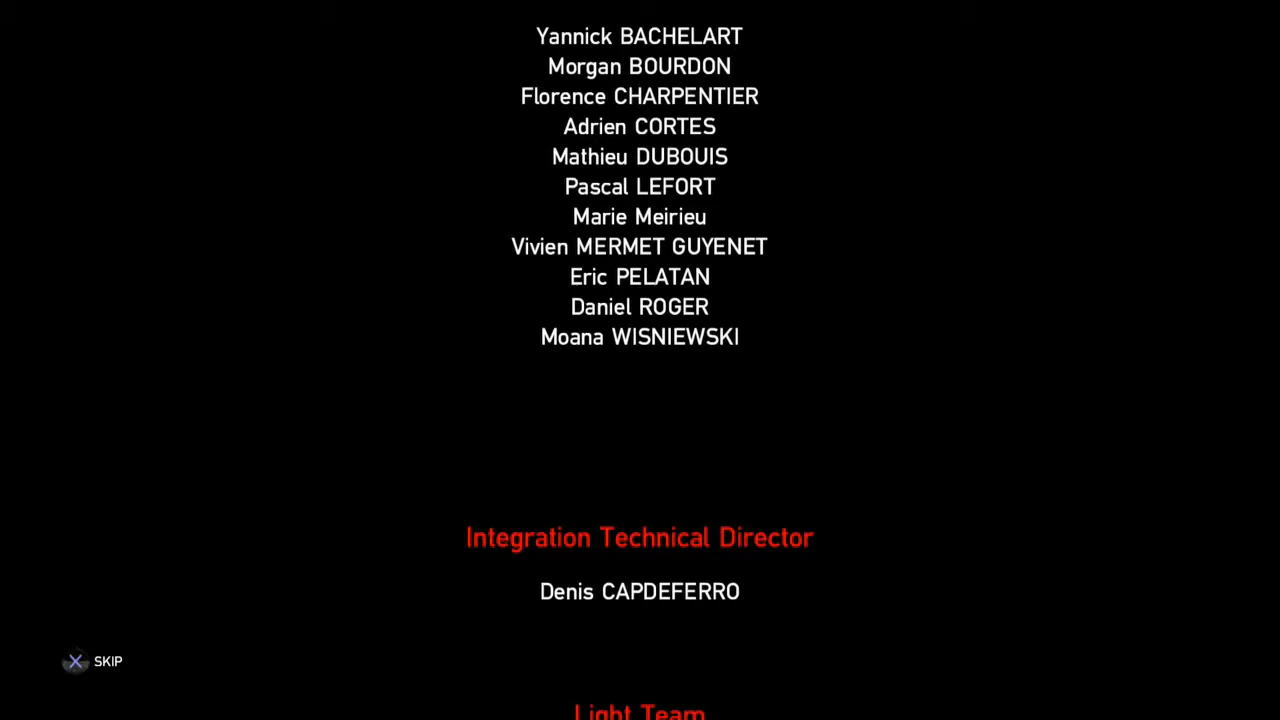 Yannick BACHELART
Morgan BOURDON
Florence CHARPENTIER
Adrien CORTES
Mathieu DUBOUIS
Pascal LEFORT
Marie Meirieu
Vivien MERMET GUYENET
Eric PELATAN
Daniel ROGER
Moana WISNIEWSKI
Integration Technical Director
Denis CAPDEFERRO
SKIP
Light Team